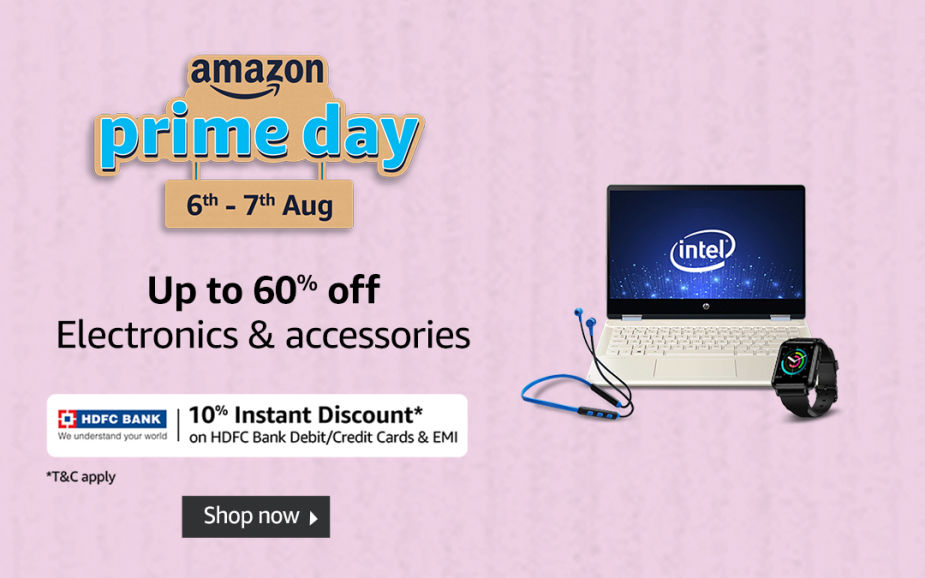 amazon
prime day
6th - 7th Aug
Up to 60% off
Electronics & accessories
HDFC BANK
We understand your world
10% Instant Discount*
on HDFC Bank Debit/Credit Cards & EMI
*T&C apply
Shop now
intel
hp